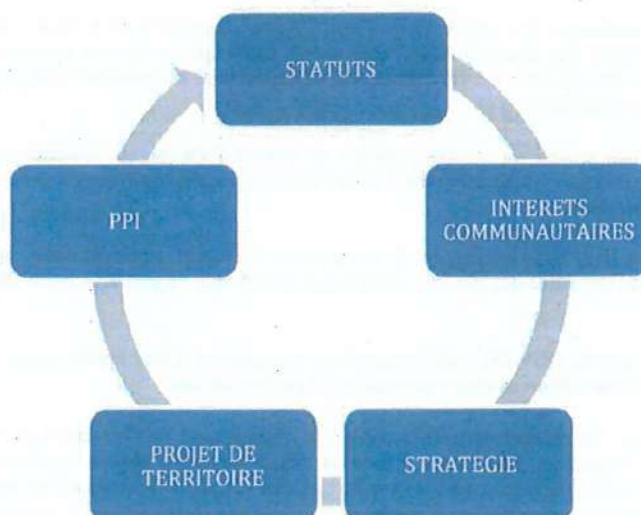 STATUTS
INTERETS
COMMUNAUTAIRES
STRATEGIE
PROJET DE
TERRITOIRE
PPI